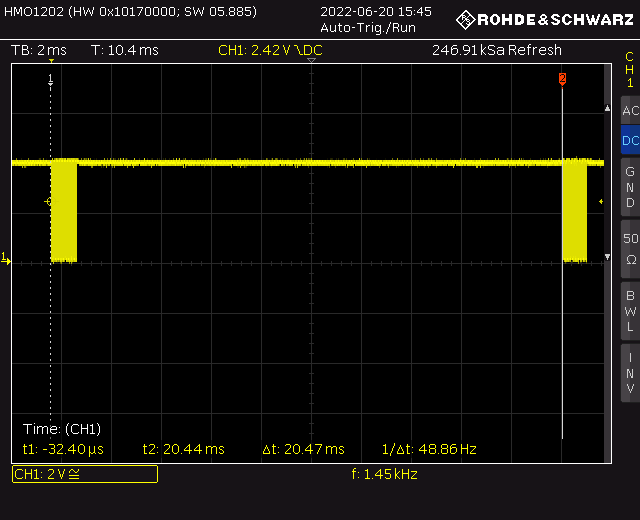 HMO1202 (HW 0x10170000; SW 05.885)
2022-06-20 15:45
ROHDE&SCHWARZ
Auto-Trig./Run
TB: 2 ms
T: 10.4 ms
CH1: 2.42 V \ DC
246.91 kSa Refresh
CH1
AC
DC
GND
50 Ω
BWL
INV
1
2
1
Time: (CH1)
t1: -32.40 µs
t2: 20.44 ms
Δt: 20.47 ms
1/Δt: 48.86 Hz
CH1: 2 V
f: 1.45 kHz